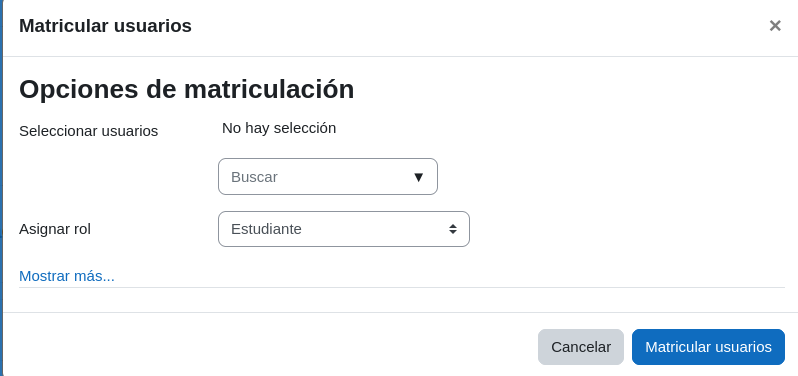 Matricular usuarios ×
Opciones de matriculación
Seleccionar usuarios No hay selección
Buscar ▼
Asignar rol Estudiante
Mostrar más...
Cancelar Matricular usuarios